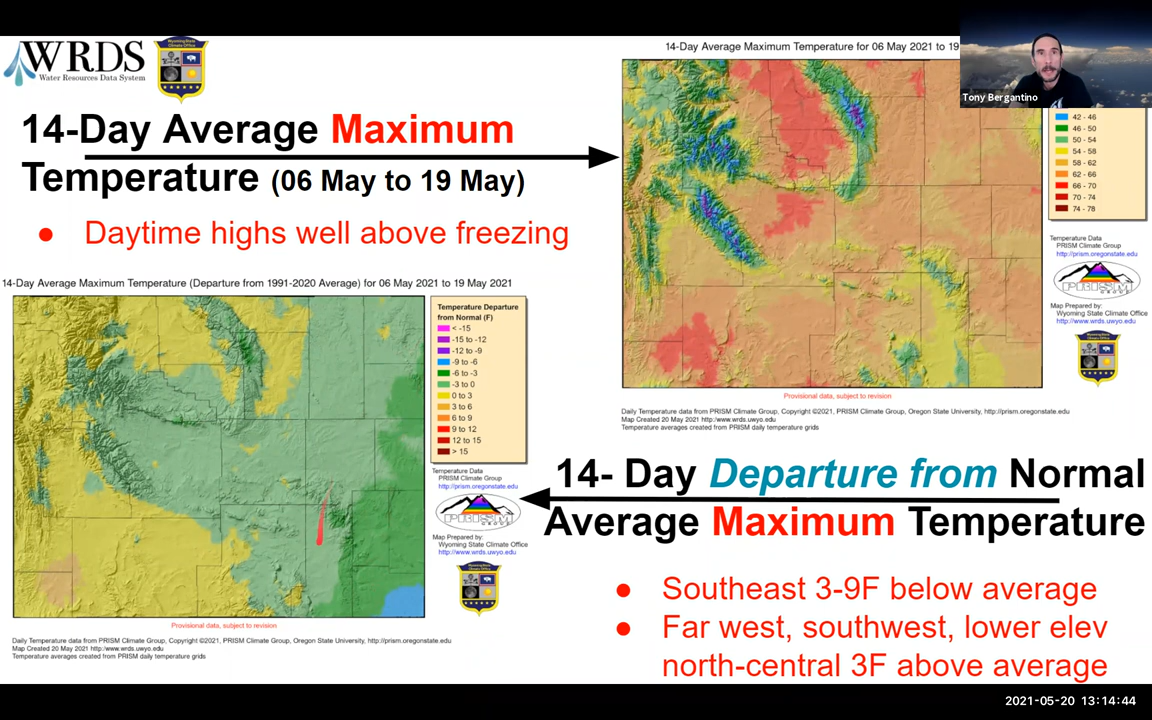 WRDS
Water Resources Data System
Wyoming State
Climate Office
14-Day Average Maximum
Temperature (06 May to 19 May)
● Daytime highs well above freezing
14-Day Average Maximum Temperature for 06 May 2021 to 19
Tony Bergantino
42 - 46
46 - 50
50 - 54
54 - 58
58 - 62
62 - 66
66 - 70
70 - 74
74 - 78
Temperature Data
PRISM Climate Group
http://prism.oregonstate.edu
PRISM
GROUP
Map Prepared by:
Wyoming State Climate Office
http://www.wrds.uwyo.edu
Provisional data, subject to revision
Daily Temperature data from PRISM Climate Group, Copyright ©2021, PRISM Climate Group, Oregon State University, http://prism.oregonstate.edu
Map Created 20 May 2021 http:/www.wrds.uwyo.edu
Temperature averages created from PRISM daily temperature grids
14-Day Average Maximum Temperature (Departure from 1991-2020 Average) for 06 May 2021 to 19 May 2021
Temperature Departure
from Normal (F)
< -15
-15 to -12
-12 to -9
-9 to -6
-6 to -3
-3 to 0
0 to 3
3 to 6
6 to 9
9 to 12
12 to 15
> 15
Temperature Data
PRISM Climate Group
http://prism.oregonstate.edu
PRISM
GROUP
Map Prepared by:
Wyoming State Climate Office
http://www.wrds.uwyo.edu
Provisional data, subject to revision
Daily Temperature data from PRISM Climate Group, Copyright ©2021, PRISM Climate Group, Oregon State University, http://prism.oregonstate.edu
Map Created 20 May 2021 http:/www.wrds.uwyo.edu
Temperature averages created from PRISM daily temperature grids
14- Day Departure from Normal
Average Maximum Temperature
● Southeast 3-9F below average
● Far west, southwest, lower elev
north-central 3F above average
2021-05-20 13:14:44